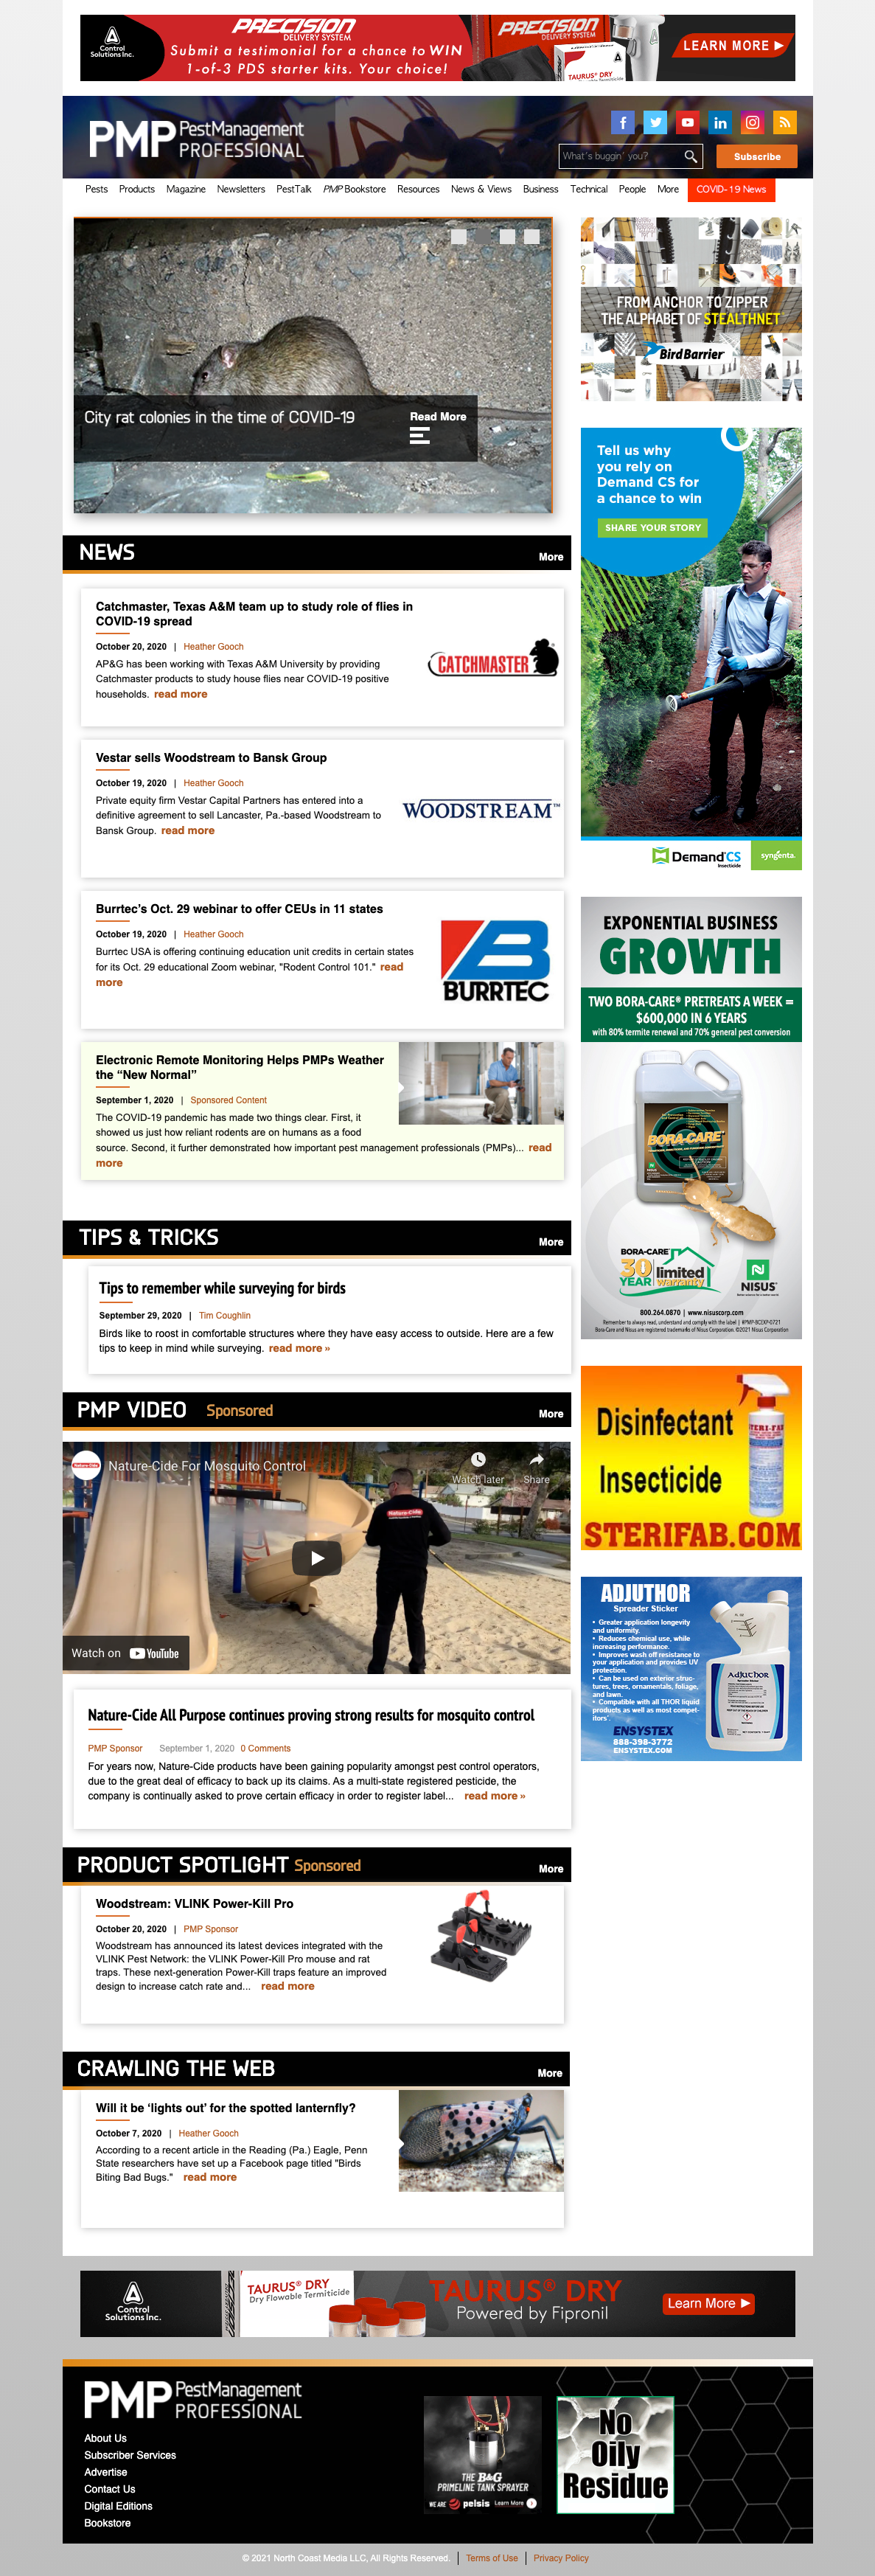 Control
Solutions Inc.
PRECISION
DELIVERY SYSTEM
Submit a testimonial for a chance to WIN
1-of-3 PDS starter kits. Your choice!
PRECISION
DELIVERY SYSTEM
TAURUS® DRY
LEARN MORE ▶
PMP PestManagement
PROFESSIONAL
What's buggin' you?
Subscribe
Pests Products Magazine Newsletters PestTalk PMP Bookstore Resources News & Views Business Technical People More COVID-19 News
City rat colonies in the time of COVID-19
Read More
FROM ANCHOR TO ZIPPER
THE ALPHABET OF STEALTHNET
BirdBarrier
Tell us why
you rely on
Demand CS for
a chance to win
SHARE YOUR STORY
Demand CS
Insecticide
syngenta.
NEWS
More
Catchmaster, Texas A&M team up to study role of flies in
COVID-19 spread
October 20, 2020 | Heather Gooch
AP&G has been working with Texas A&M University by providing
Catchmaster products to study house flies near COVID-19 positive
households. read more
CATCHMASTER
Vestar sells Woodstream to Bansk Group
October 19, 2020 | Heather Gooch
Private equity firm Vestar Capital Partners has entered into a
definitive agreement to sell Lancaster, Pa.-based Woodstream to
Bansk Group. read more
WOODSTREAM™
Burrtec's Oct. 29 webinar to offer CEUs in 11 states
October 19, 2020 | Heather Gooch
Burrtec USA is offering continuing education unit credits in certain states
for its Oct. 29 educational Zoom webinar, "Rodent Control 101." read
more
BURRTEC
Electronic Remote Monitoring Helps PMPs Weather
the “New Normal”
September 1, 2020 | Sponsored Content
The COVID-19 pandemic has made two things clear. First, it
showed us just how reliant rodents are on humans as a food
source. Second, it further demonstrated how important pest management professionals (PMPs)... read
more
EXPONENTIAL BUSINESS
GROWTH
TWO BORA-CARE® PRETREATS A WEEK =
$600,000 IN 6 YEARS
with 80% termite renewal and 70% general pest conversion
BORA-CARE
BORA-CARE
30 YEAR limited warranty
NISUS
800.264.0870 | www.nisuscorp.com
Remember to always read, understand and comply with the label | #PMP-BCEXP-0721
Bora-Care and Nisus are registered trademarks of Nisus Corporation. ©2021 Nisus Corporation
TIPS & TRICKS
More
Tips to remember while surveying for birds
September 29, 2020 | Tim Coughlin
Birds like to roost in comfortable structures where they have easy access to outside. Here are a few
tips to keep in mind while surveying. read more »
Disinfectant
Insecticide
STERI-FAB
STERIFAB.COM
PMP VIDEO Sponsored
More
Nature-Cide For Mosquito Control
Watch later
Share
Nature-Cide
Watch on YouTube
ADJUTHOR
Spreader Sticker
• Greater application longevity
and uniformity.
• Reduces chemical use, while
increasing performance.
• Improves wash off resistance to
your application and provides UV
protection.
• Can be used on exterior struc-
tures, trees, ornamentals, foliage,
and lawn.
• Compatible with all THOR liquid
products as well as most compet-
itors'.
ENSYSTEX
888-398-3772
ENSYSTEX.COM
AdJuthor
Nature-Cide All Purpose continues proving strong results for mosquito control
PMP Sponsor September 1, 2020 0 Comments
For years now, Nature-Cide products have been gaining popularity amongst pest control operators,
due to the great deal of efficacy to back up its claims. As a multi-state registered pesticide, the
company is continually asked to prove certain efficacy in order to register label... read more »
PRODUCT SPOTLIGHT Sponsored
More
Woodstream: VLINK Power-Kill Pro
October 20, 2020 | PMP Sponsor
Woodstream has announced its latest devices integrated with the
VLINK Pest Network: the VLINK Power-Kill Pro mouse and rat
traps. These next-generation Power-Kill traps feature an improved
design to increase catch rate and... read more
CRAWLING THE WEB
More
Will it be ‘lights out’ for the spotted lanternfly?
October 7, 2020 | Heather Gooch
According to a recent article in the Reading (Pa.) Eagle, Penn
State researchers have set up a Facebook page titled "Birds
Biting Bad Bugs." read more
Control
Solutions Inc.
TAURUS® DRY
Dry Flowable Termiticide
TAURUS® DRY
Powered by Fipronil
Learn More ▶
PMP PestManagement
PROFESSIONAL
About Us
Subscriber Services
Advertise
Contact Us
Digital Editions
Bookstore
THE B&G
PRIMELINE TANK SPRAYER
WE ARE pelsis Learn More
No
Oily
Residue
© 2021 North Coast Media LLC, All Rights Reserved. | Terms of Use | Privacy Policy